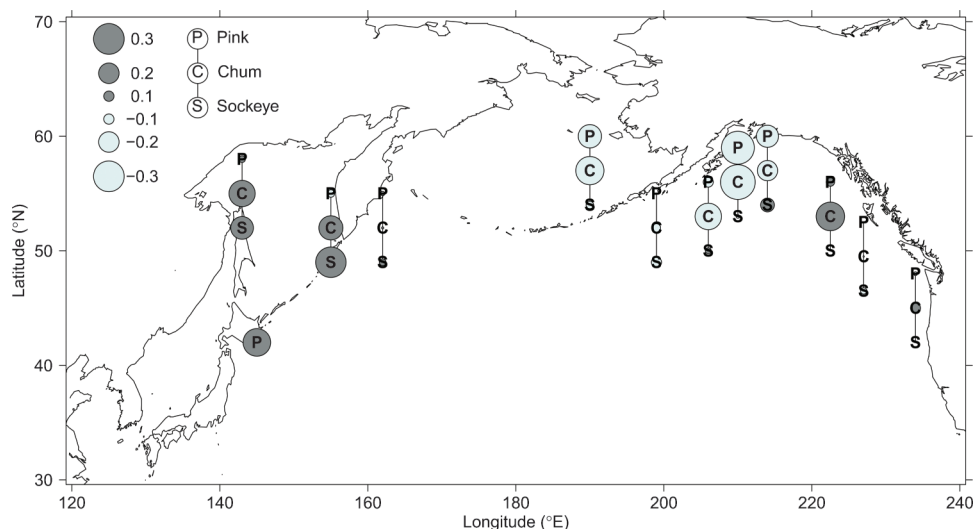 70
60
50
40
30
Latitude (°N)
0.3
0.2
0.1
−0.1
−0.2
−0.3
P Pink
C Chum
S Sockeye
P
C
S
P
P
C
S
P
C
S
P
C
S
P
C
S
P
C
S
P
C
S
P
C
S
P
C
S
P
C
S
P
C
S
120 140 160 180 200 220 240
Longitude (°E)